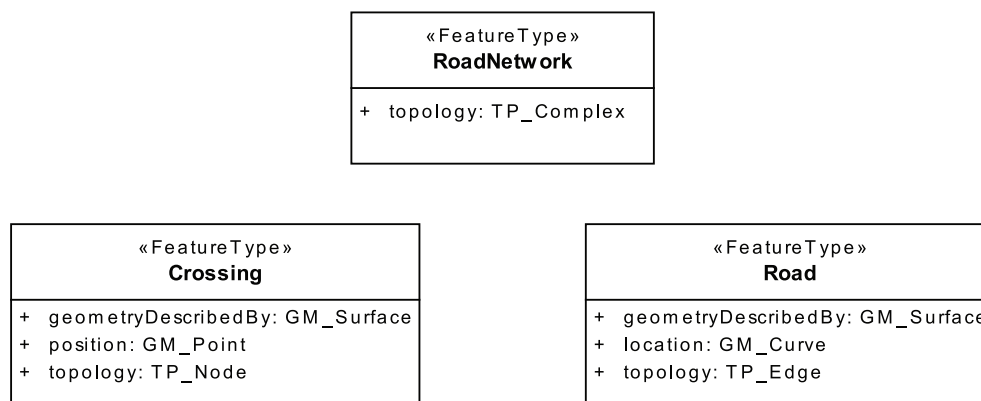 «FeatureType»
RoadNetwork
+ topology: TP_Complex
«FeatureType»
Crossing
+ geometryDescribedBy: GM_Surface
+ position: GM_Point
+ topology: TP_Node
«FeatureType»
Road
+ geometryDescribedBy: GM_Surface
+ location: GM_Curve
+ topology: TP_Edge